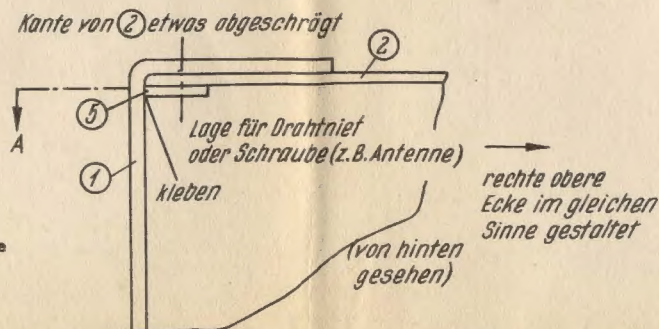 Kante von ② etwas abgeschrägt
②
⑤
A
①
Lage für Drahtniet
oder Schraube (z.B. Antenne)
kleben
rechte obere
Ecke im gleichen
Sinne gestaltet
(von hinten
gesehen)
e